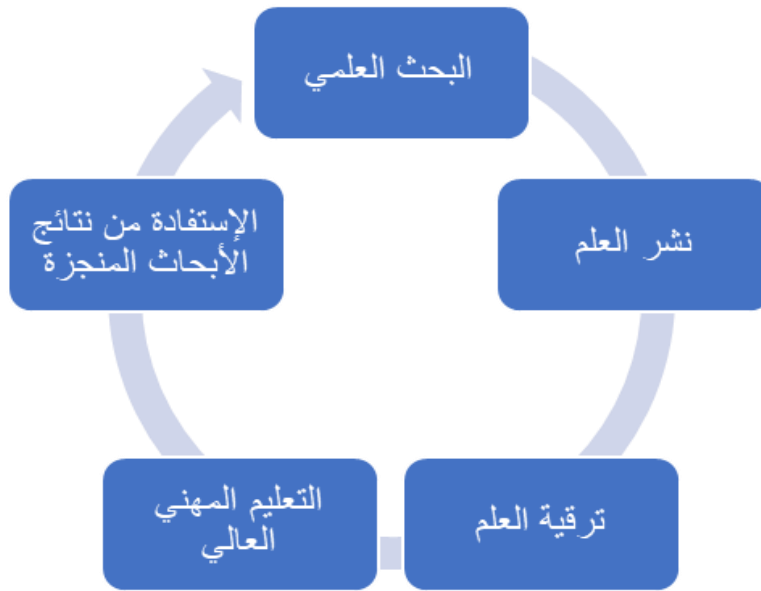 البحث العلمي
نشر العلم
ترقية العلم
التعليم المهني
العالي
الإستفادة من نتائج
الأبحاث المنجزة